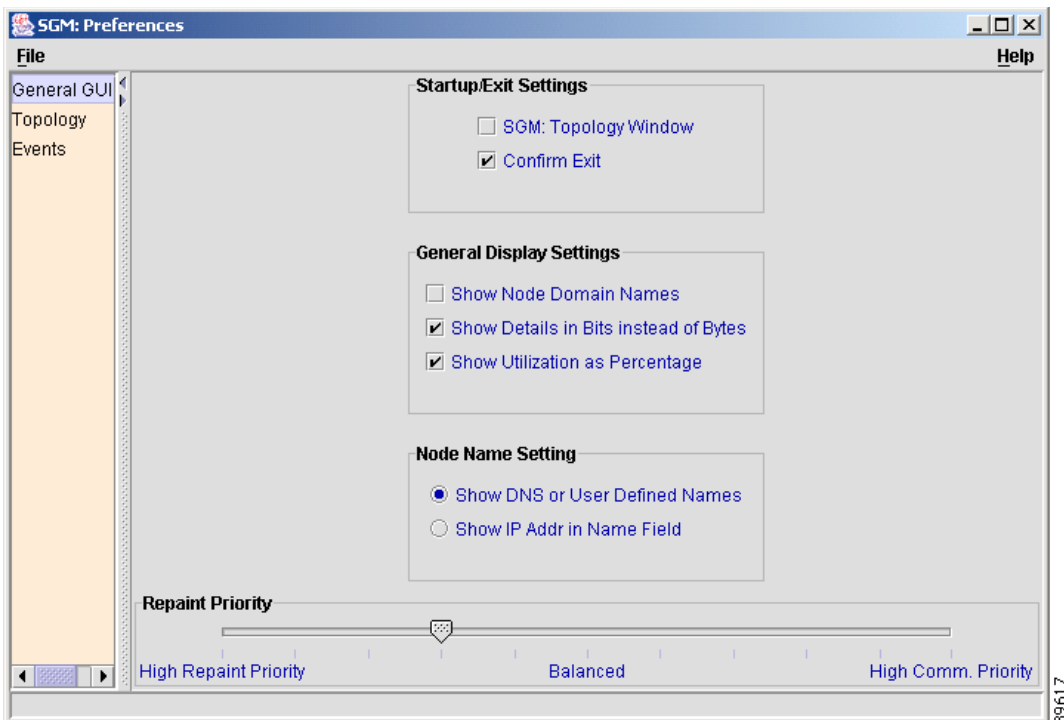 SGM: Preferences
File Help
General GUI
Topology
Events
Startup/Exit Settings
SGM: Topology Window
Confirm Exit
General Display Settings
Show Node Domain Names
Show Details in Bits instead of Bytes
Show Utilization as Percentage
Node Name Setting
Show DNS or User Defined Names
Show IP Addr in Name Field
Repaint Priority
High Repaint Priority Balanced High Comm. Priority